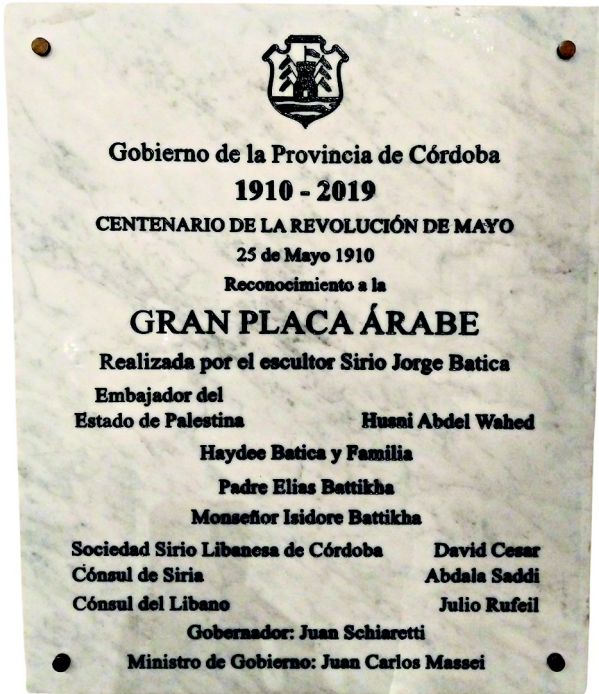 Gobierno de la Provincia de Córdoba
1910 - 2019
CENTENARIO DE LA REVOLUCIÓN DE MAYO
25 de Mayo 1910
Reconocimiento a la
GRAN PLACA ÁRABE
Realizada por el escultor Sirio Jorge Batica
Embajador del
Estado de Palestina Husni Abdel Wahed
Haydee Batica y Familia
Padre Elias Battikha
Monseñor Isidore Battikha
Sociedad Sirio Libanesa de Córdoba David Cesar
Cónsul de Siria Abdala Saddi
Cónsul del Libano Julio Rufeil
Gobernador: Juan Schiaretti
Ministro de Gobierno: Juan Carlos Massei